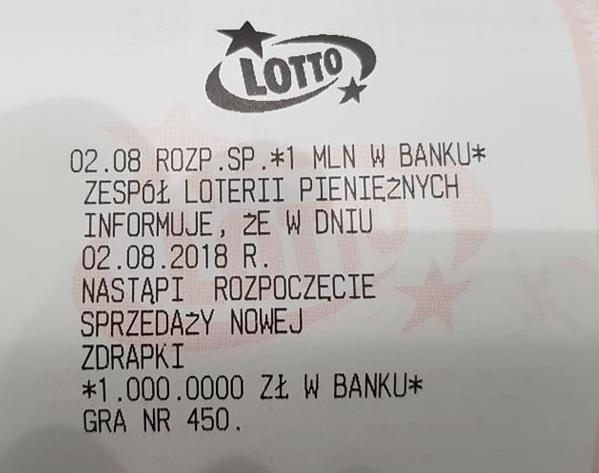 LOTTO
02.08 ROZP.SP.*1 MLN W BANKU*
ZESPÓŁ LOTERII PIENIĘŻNYCH
INFORMUJE, ŻE W DNIU
02.08.2018 R.
NASTĄPI ROZPOCZĘCIE
SPRZEDAŻY NOWEJ
ZDRAPKI
*1.000.0000 ZŁ W BANKU*
GRA NR 450.